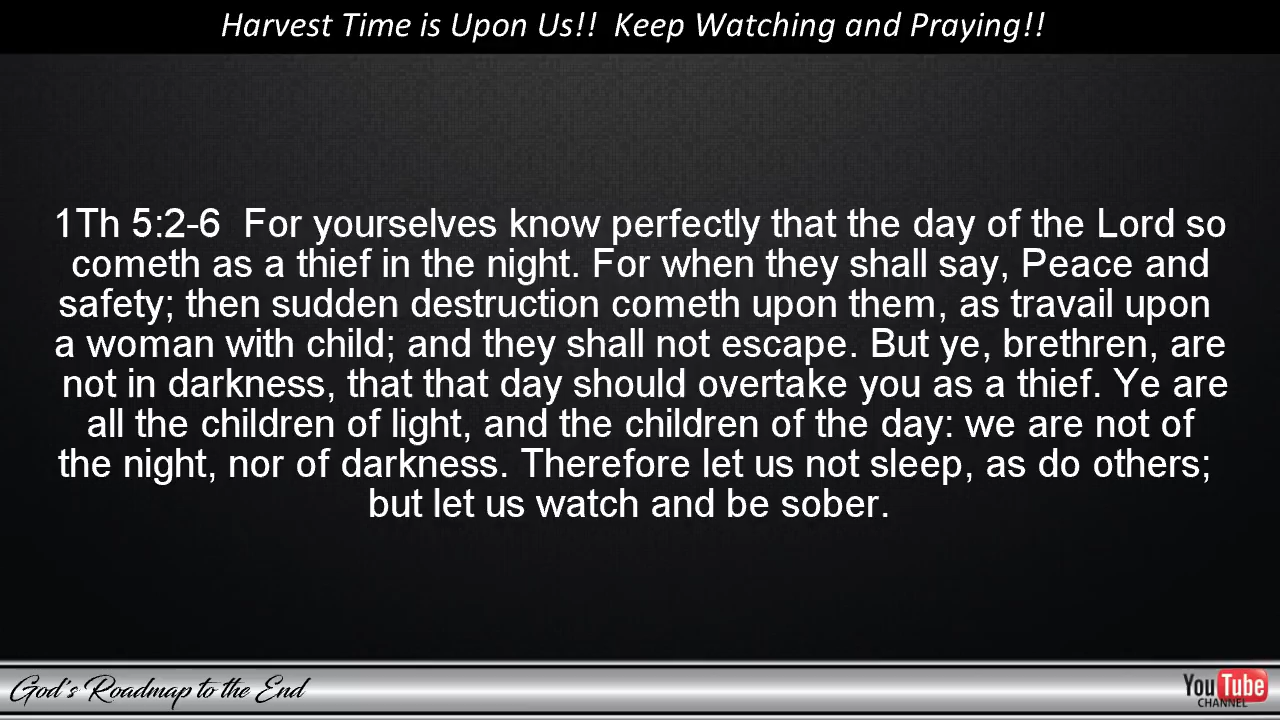 Harvest Time is Upon Us!!  Keep Watching and Praying!!
1Th 5:2-6  For yourselves know perfectly that the day of the Lord so
cometh as a thief in the night. For when they shall say, Peace and
safety; then sudden destruction cometh upon them, as travail upon
a woman with child; and they shall not escape. But ye, brethren, are
not in darkness, that that day should overtake you as a thief. Ye are
all the children of light, and the children of the day: we are not of
the night, nor of darkness. Therefore let us not sleep, as do others;
but let us watch and be sober.
God's Roadmap to the End
YouTube
CHANNEL